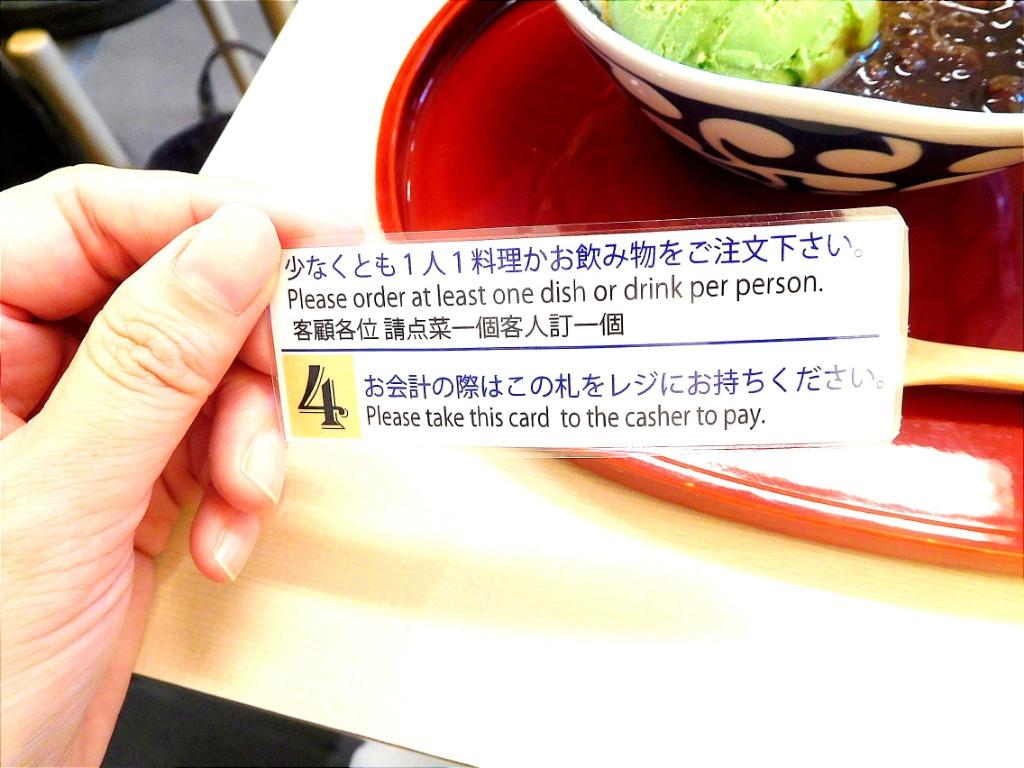 少なくとも１人１料理かお飲み物をご注文下さい。
Please order at least one dish or drink per person.
客顧各位 請点菜一個客人訂一個
4
お会計の際はこの札をレジにお持ちください。
Please take this card to the casher to pay.